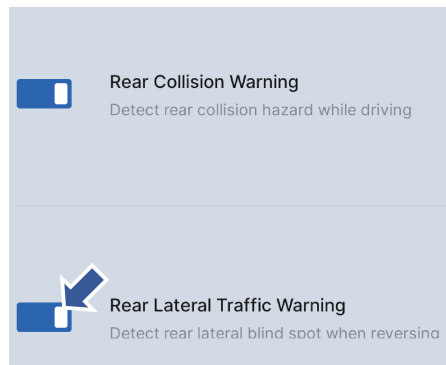 Rear Collision Warning
Detect rear collision hazard while driving
Rear Lateral Traffic Warning
Detect rear lateral blind spot when reversing